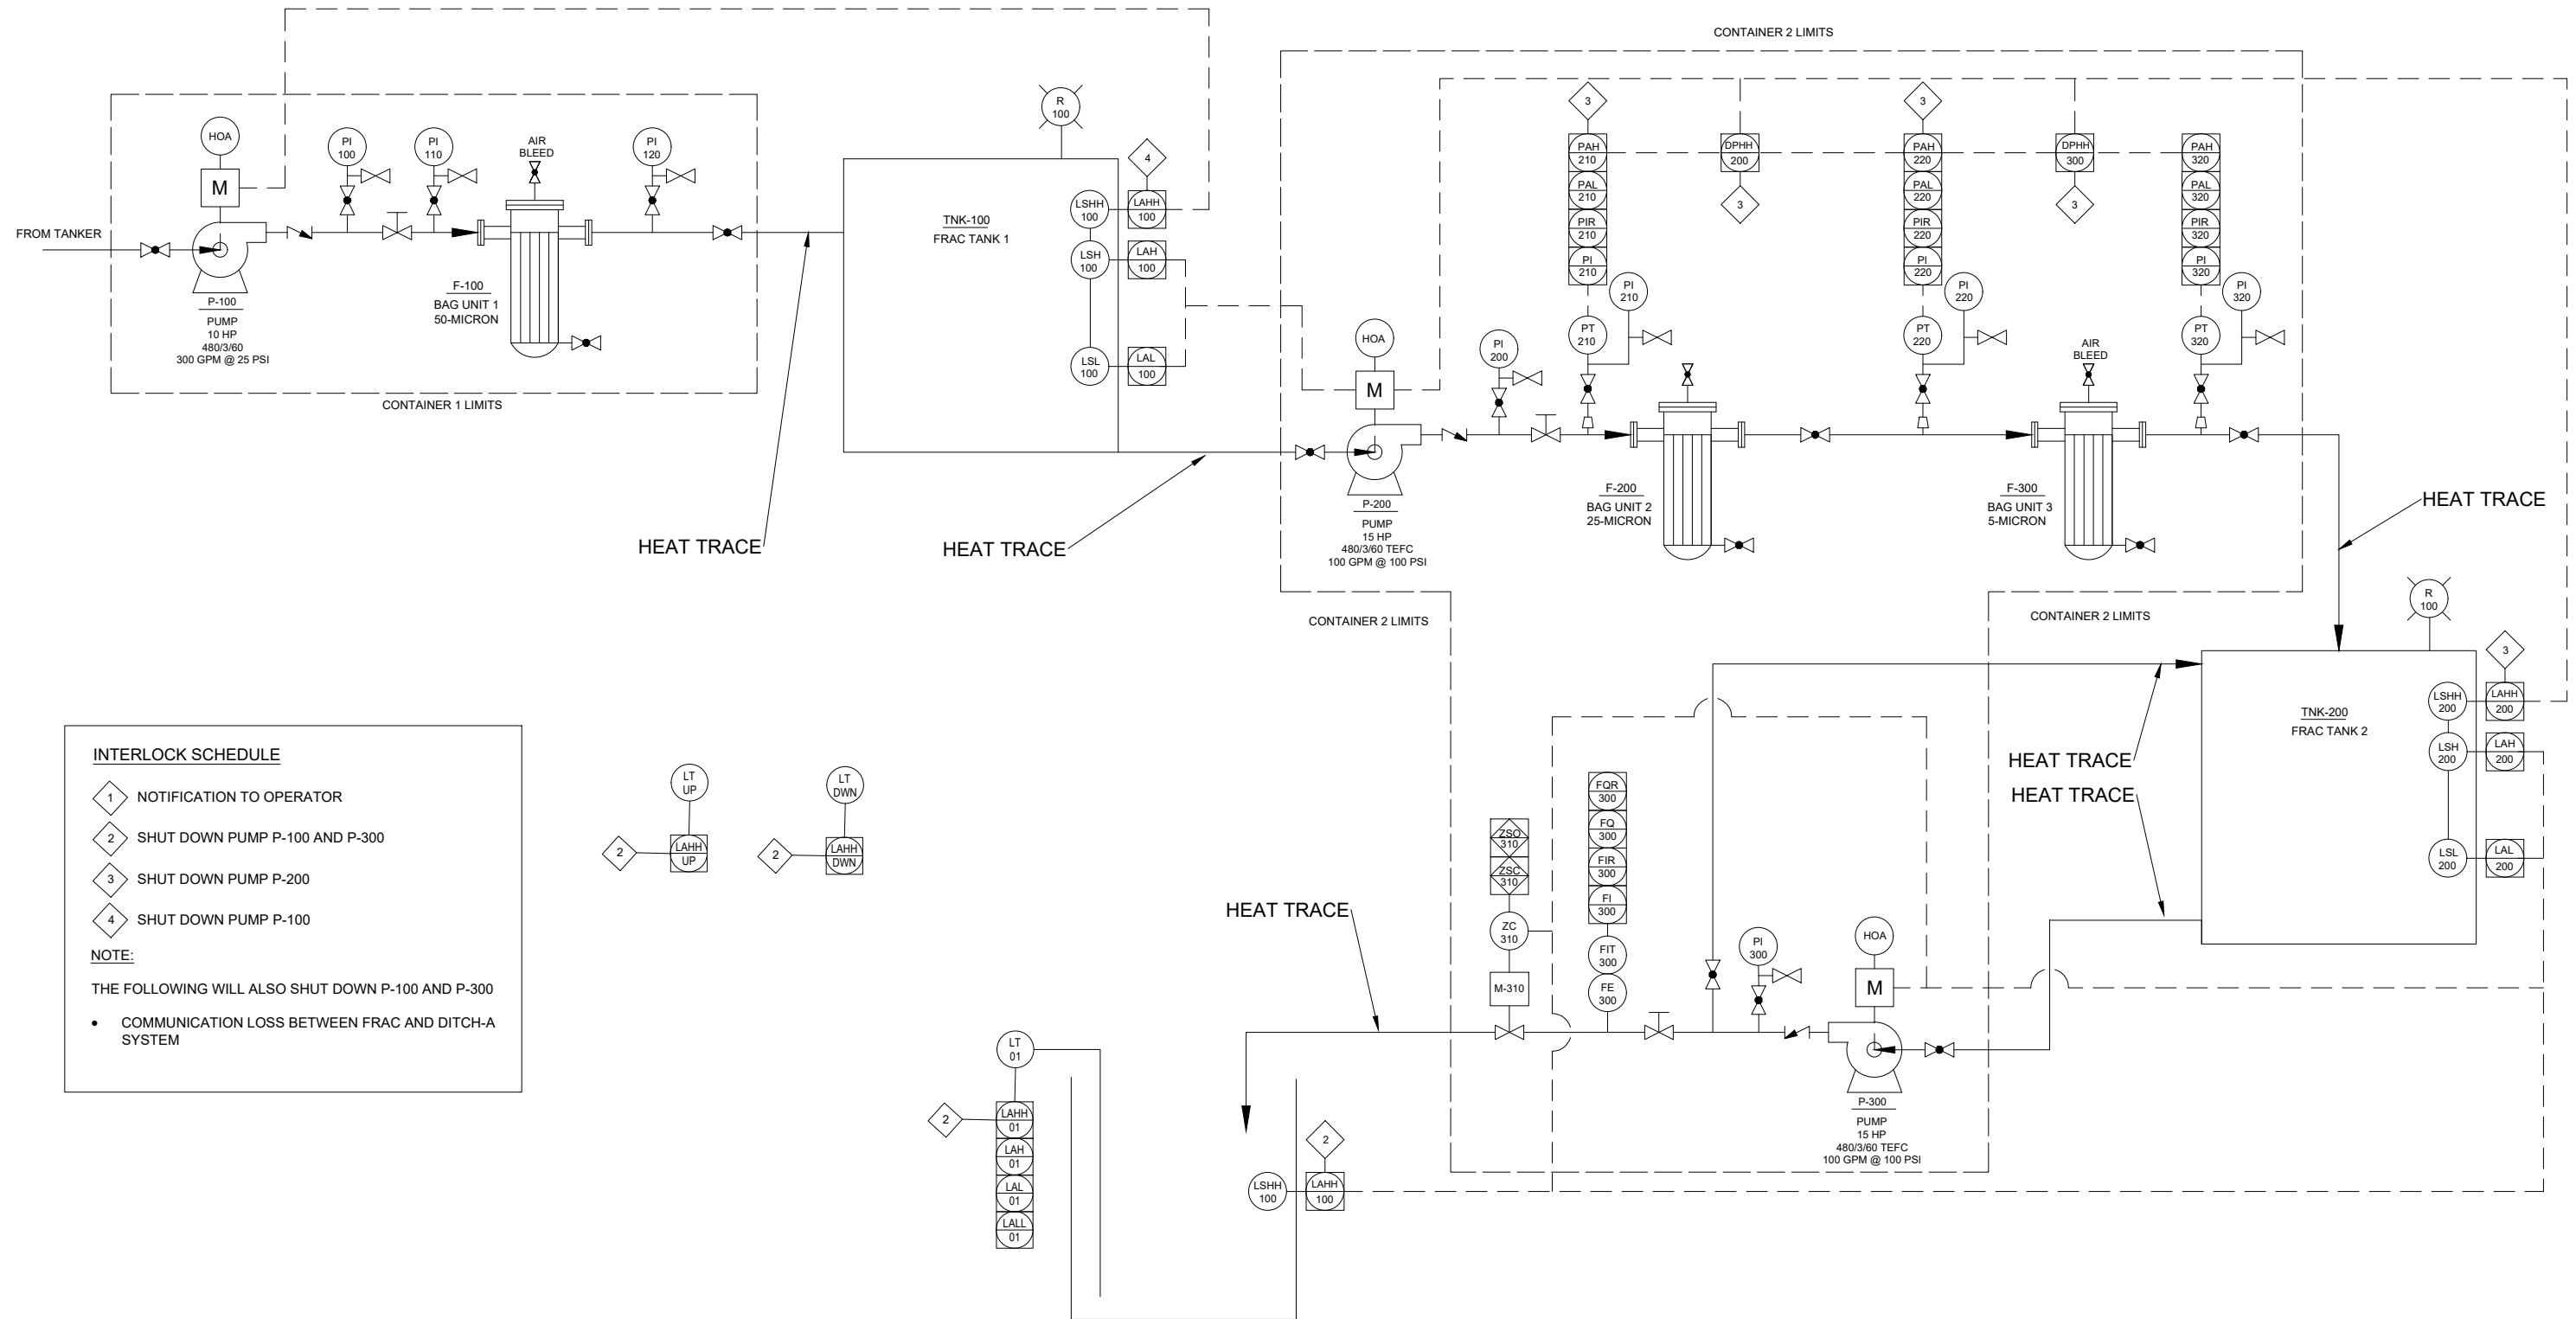 CONTAINER 2 LIMITS
HOA
M
PI
100
PI
110
AIR
BLEED
PI
120
FROM TANKER
P-100
PUMP
10 HP
480/3/60
300 GPM @ 25 PSI
F-100
BAG UNIT 1
50-MICRON
CONTAINER 1 LIMITS
R
100
TNK-100
FRAC TANK 1
4
LSHH
100
LAHH
100
LSH
100
LAH
100
LSL
100
LAL
100
HEAT TRACE
HEAT TRACE
HOA
M
P-200
PUMP
15 HP
480/3/60 TEFC
100 GPM @ 100 PSI
PI
200
3
PAH
210
PAL
210
PIR
210
PI
210
PI
210
PT
210
DPHH
200
3
F-200
BAG UNIT 2
25-MICRON
3
PAH
220
PAL
220
PIR
220
PI
220
PI
220
PT
220
DPHH
300
3
AIR
BLEED
F-300
BAG UNIT 3
5-MICRON
PAH
320
PAL
320
PIR
320
PI
320
PI
320
PT
320
HEAT TRACE
CONTAINER 2 LIMITS
CONTAINER 2 LIMITS
R
100
TNK-200
FRAC TANK 2
3
LSHH
200
LAHH
200
LSH
200
LAH
200
LSL
200
LAL
200
HEAT TRACE
HEAT TRACE
INTERLOCK SCHEDULE
1 NOTIFICATION TO OPERATOR
2 SHUT DOWN PUMP P-100 AND P-300
3 SHUT DOWN PUMP P-200
4 SHUT DOWN PUMP P-100
NOTE:
THE FOLLOWING WILL ALSO SHUT DOWN P-100 AND P-300
• COMMUNICATION LOSS BETWEEN FRAC AND DITCH-A
SYSTEM
LT
UP
2
LAHH
UP
LT
DWN
2
LAHH
DWN
HEAT TRACE
ZSO
310
ZSC
310
ZC
310
M-310
FQR
300
FQ
300
FIR
300
FI
300
FIT
300
FE
300
PI
300
HOA
M
P-300
PUMP
15 HP
480/3/60 TEFC
100 GPM @ 100 PSI
LT
01
2
LAHH
01
LAH
01
LAL
01
LALL
01
2
LSHH
100
LAHH
100